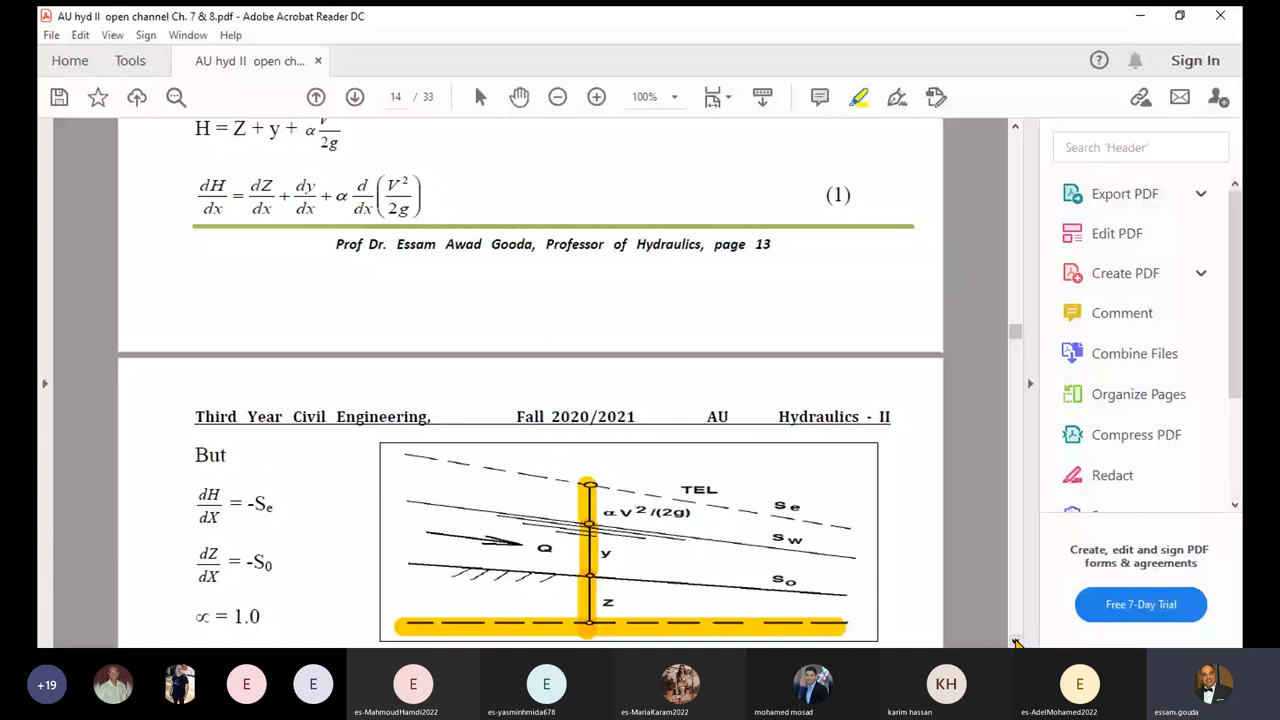 AU hyd II open channel Ch. 7 & 8.pdf - Adobe Acrobat Reader DC
File Edit View Sign Window Help
Home Tools AU hyd II open ch... × Sign In
14 / 33 100%
H = Z + y + α V 2g
dH/dx = dZ/dx + dy/dx + α d/dx (V²/2g) (1)
Prof Dr. Essam Awad Gooda, Professor of Hydraulics, page 13
Third Year Civil Engineering, Fall 2020/2021 AU Hydraulics - II
But
dH/dX = -Se
dZ/dX = -S0
∝ = 1.0
TEL
Se
αV²/(2g)
Sw
Q
y
So
z
Search 'Header'
Export PDF
Edit PDF
Create PDF
Comment
Combine Files
Organize Pages
Compress PDF
Redact
Create, edit and sign PDF
forms & agreements
Free 7-Day Trial
+19 E E E E KH E
es-MahmoudHamdi2022 es-yasminhmida678 es-MariaKaram2022 mohamed mosad karim hassan es-AdelMohamed2022 essam.gouda